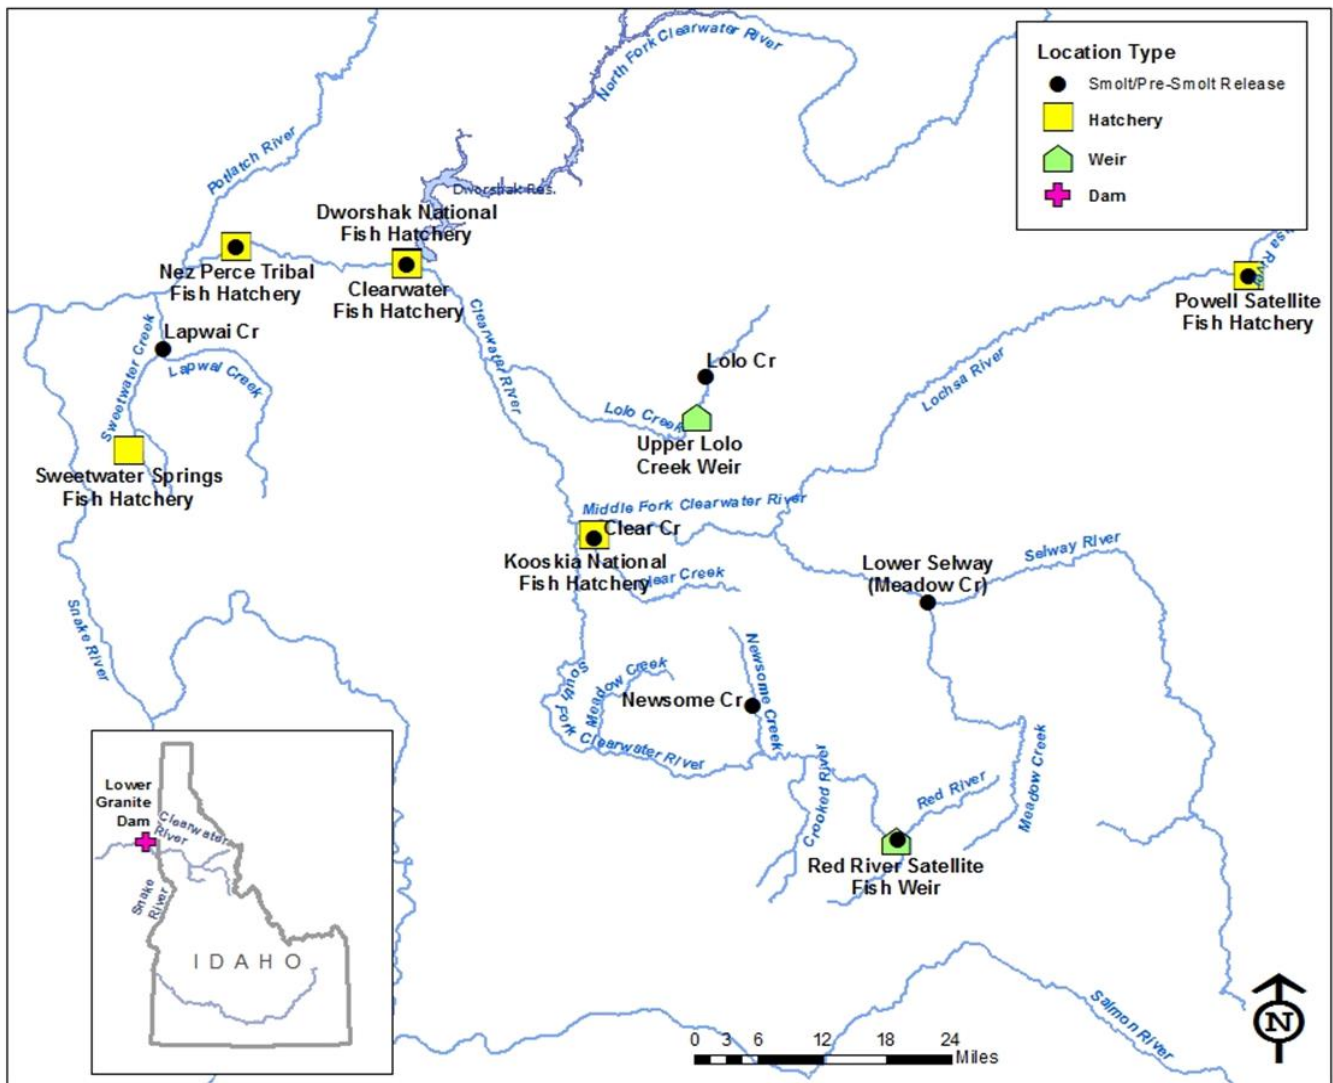 North Fork Clearwater River
Location Type
Smolt/Pre-Smolt Release
Hatchery
Weir
Dam
Potlatch River
Dworshak Res.
Dworshak National
Fish Hatchery
Nez Perce Tribal
Fish Hatchery
Clearwater
Fish Hatchery
Powell Satellite
Fish Hatchery
Lapwai Cr
Sweetwater Creek
Lapwai Creek
Clearwater River
Lolo Cr
Lolo Creek
Upper Lolo
Creek Weir
Lochsa River
Sweetwater Springs
Fish Hatchery
Middle Fork Clearwater River
Clear Cr
Kooskia National
Fish Hatchery
Clear Creek
Lower Selway
(Meadow Cr)
Selway River
Snake River
South Fork Clearwater River
Meadow Creek
Newsome Cr
Newsome Creek
Crooked River
Red River
Meadow Creek
Red River Satellite
Fish Weir
Lower
Granite
Dam
Clearwater
River
Snake
River
IDAHO
Salmon River
N
0 3 6 12 18 24
Miles